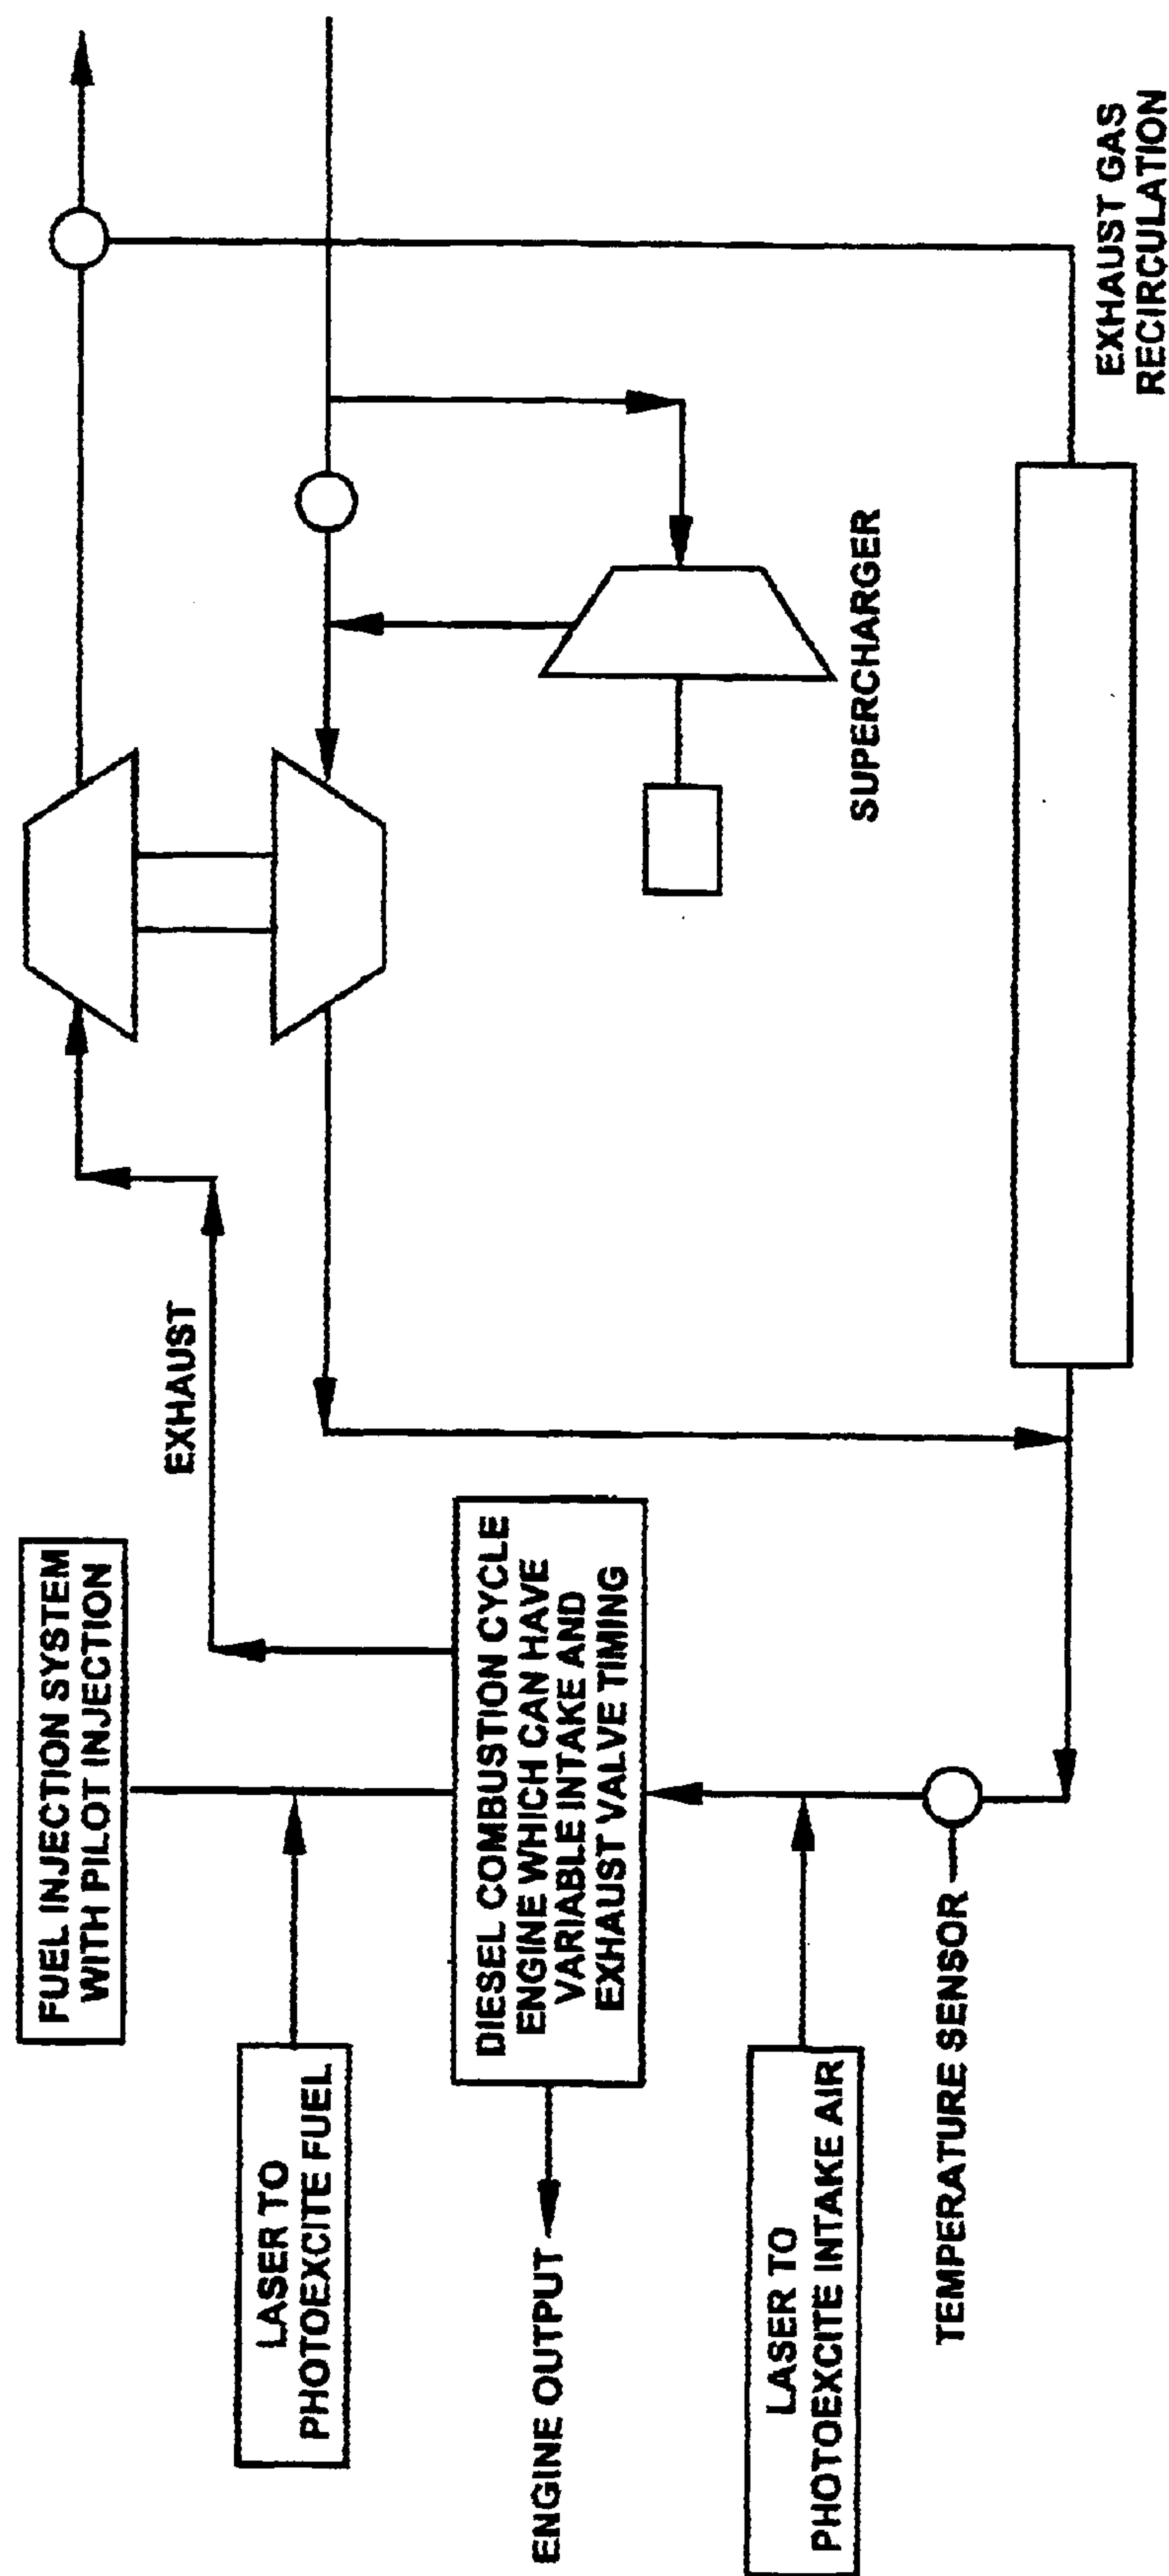 FUEL INJECTION SYSTEM
WITH PILOT INJECTION
EXHAUST
LASER TO
PHOTOEXCITE FUEL
DIESEL COMBUSTION CYCLE
ENGINE WHICH CAN HAVE
VARIABLE INTAKE AND
EXHAUST VALVE TIMING
ENGINE OUTPUT
SUPERCHARGER
LASER TO
PHOTOEXCITE INTAKE AIR
TEMPERATURE SENSOR
EXHAUST GAS
RECIRCULATION